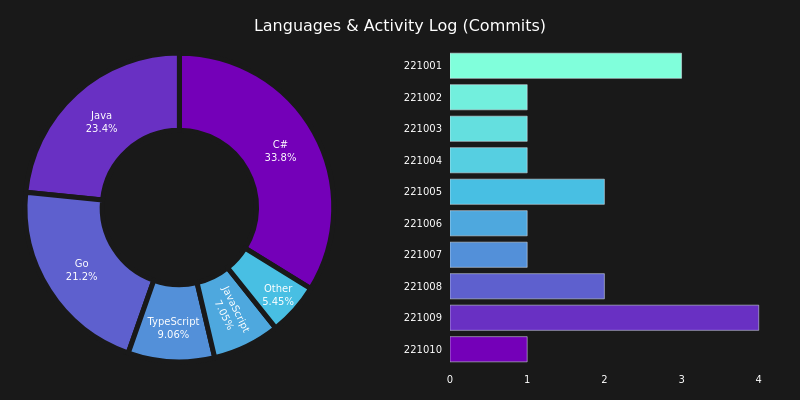 Languages & Activity Log (Commits)
Java
23.4%
C#
33.8%
Go
21.2%
TypeScript
9.06%
JavaScript
7.05%
Other
5.45%
221001
221002
221003
221004
221005
221006
221007
221008
221009
221010
0 1 2 3 4